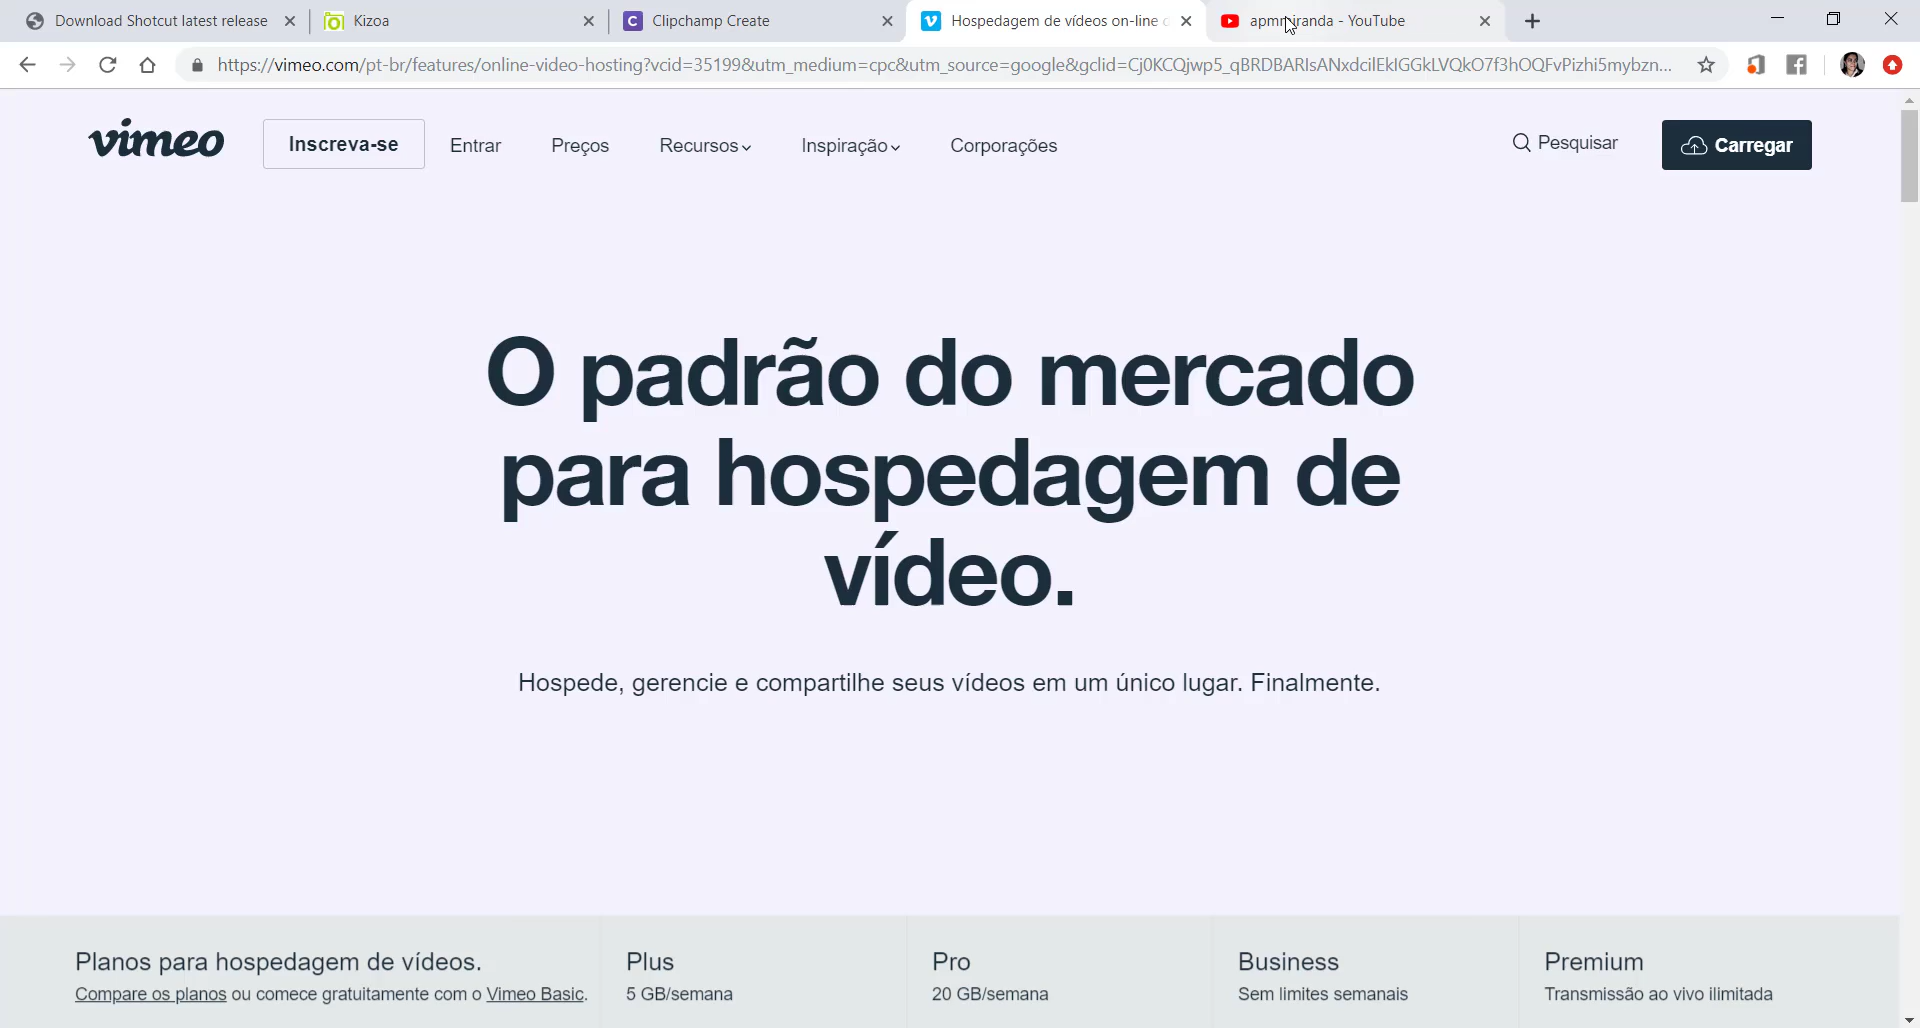 Download Shotcut latest release
Kizoa
Clipchamp Create
Hospedagem de vídeos on-line
apmmiranda - YouTube
https://vimeo.com/pt-br/features/online-video-hosting?vcid=35199&utm_medium=cpc&utm_source=google&gclid=Cj0KCQjwp5_qBRDBARIsANxdcilEkIGGkLVQkO7f3hOQFvPizhi5mybzn...
vimeo
Inscreva-se
Entrar
Preços
Recursos
Inspiração
Corporações
Pesquisar
Carregar
O padrão do mercado
para hospedagem de
vídeo.
Hospede, gerencie e compartilhe seus vídeos em um único lugar. Finalmente.
Planos para hospedagem de vídeos.
Compare os planos ou comece gratuitamente com o Vimeo Basic.
Plus
5 GB/semana
Pro
20 GB/semana
Business
Sem limites semanais
Premium
Transmissão ao vivo ilimitada